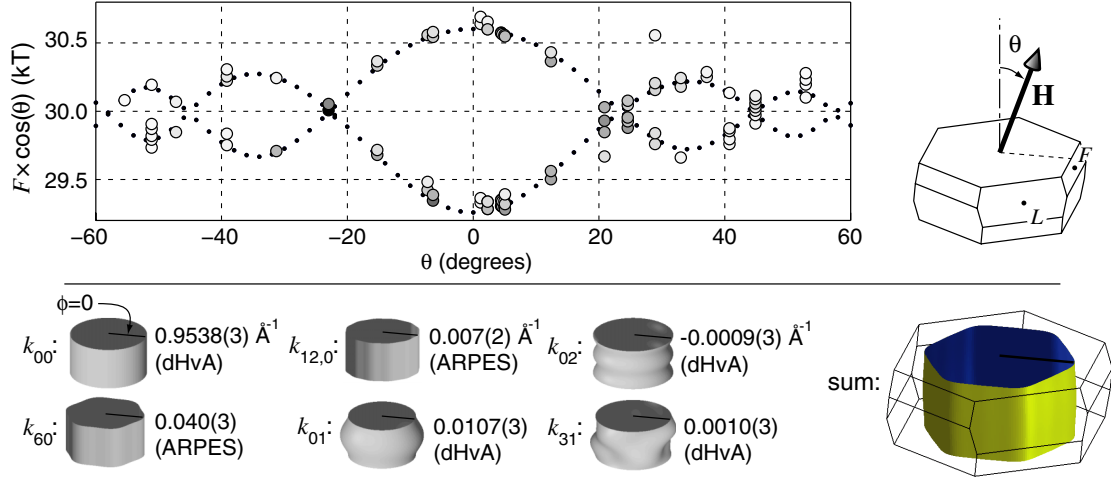 F × cos(θ) (kT)
30.5
30.0
29.5
−60
−40
−20
0
20
40
60
θ (degrees)
θ
H
F
L
ϕ=0
k00: 0.9538(3) Å-1
(dHvA)
k12,0: 0.007(2) Å-1
(ARPES)
k02: -0.0009(3) Å-1
(dHvA)
k60: 0.040(3)
(ARPES)
k01: 0.0107(3)
(dHvA)
k31: 0.0010(3)
(dHvA)
sum: